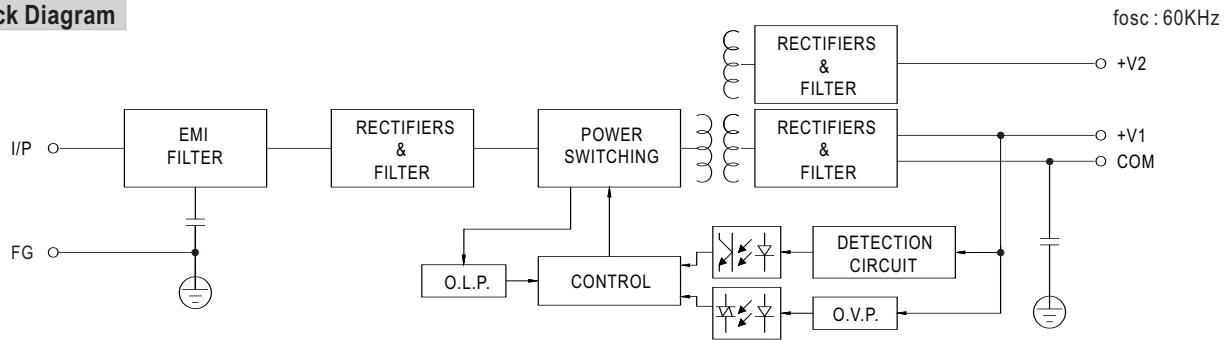 ck Diagram
fosc : 60KHz
RECTIFIERS
&
FILTER
+V2
I/P
EMI
FILTER
RECTIFIERS
&
FILTER
POWER
SWITCHING
RECTIFIERS
&
FILTER
+V1
COM
FG
O.L.P.
CONTROL
DETECTION
CIRCUIT
O.V.P.